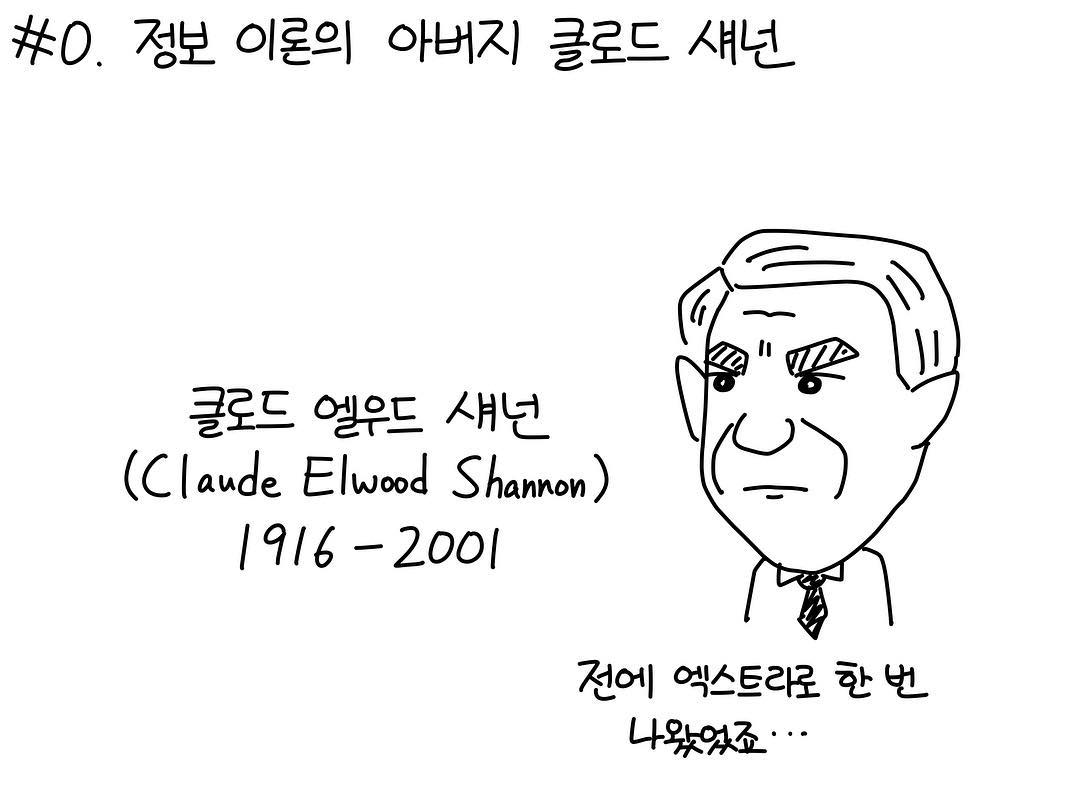 #0. 정보 이론의 아버지 클로드 섀넌
클로드 엘우드 섀넌
(Claude Elwood Shannon)
1916-2001
전에 엑스트라로 한 번
나왔었죠...